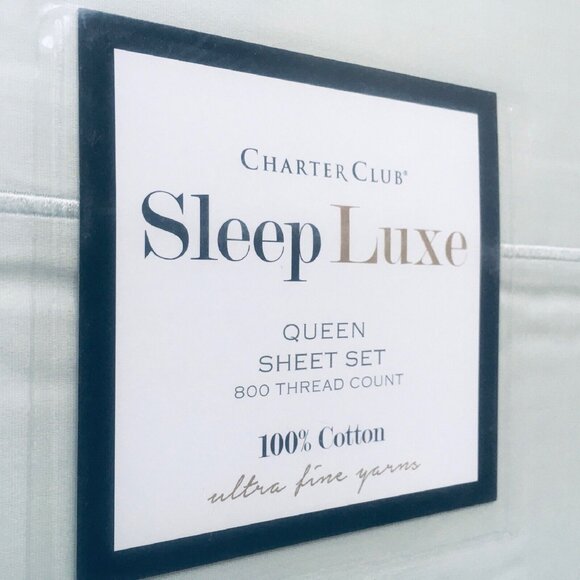 CHARTER CLUB®
Sleep Luxe
QUEEN
SHEET SET
800 THREAD COUNT
100% Cotton
ultra fine yarns